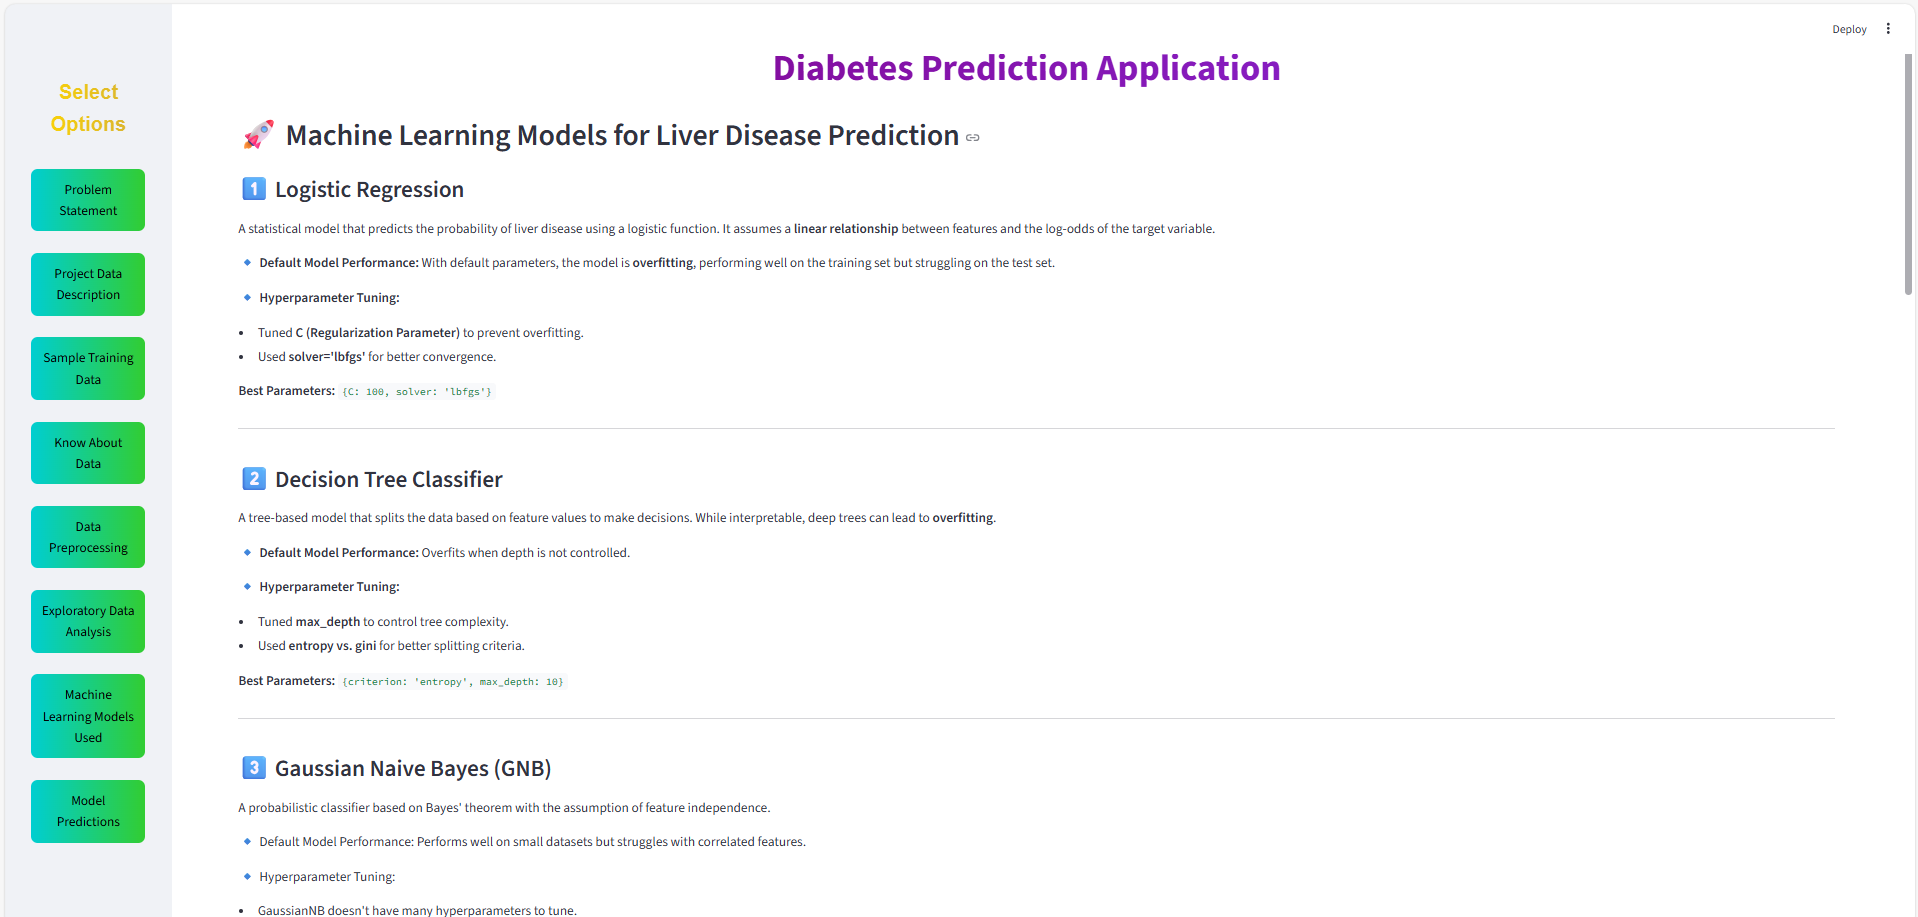 Deploy
Select
Options
Problem
Statement
Project Data
Description
Sample Training
Data
Know About
Data
Data
Preprocessing
Exploratory Data
Analysis
Machine
Learning Models
Used
Model
Predictions
Diabetes Prediction Application
🚀 Machine Learning Models for Liver Disease Prediction
1️⃣ Logistic Regression
A statistical model that predicts the probability of liver disease using a logistic function. It assumes a linear relationship between features and the log-odds of the target variable.
🔹 Default Model Performance: With default parameters, the model is overfitting, performing well on the training set but struggling on the test set.
🔹 Hyperparameter Tuning:
• Tuned C (Regularization Parameter) to prevent overfitting.
• Used solver='lbfgs' for better convergence.
Best Parameters: {C: 100, solver: 'lbfgs'}
2️⃣ Decision Tree Classifier
A tree-based model that splits the data based on feature values to make decisions. While interpretable, deep trees can lead to overfitting.
🔹 Default Model Performance: Overfits when depth is not controlled.
🔹 Hyperparameter Tuning:
• Tuned max_depth to control tree complexity.
• Used entropy vs. gini for better splitting criteria.
Best Parameters: {criterion: 'entropy', max_depth: 10}
3️⃣ Gaussian Naive Bayes (GNB)
A probabilistic classifier based on Bayes' theorem with the assumption of feature independence.
🔹 Default Model Performance: Performs well on small datasets but struggles with correlated features.
🔹 Hyperparameter Tuning:
• GaussianNB doesn't have many hyperparameters to tune.